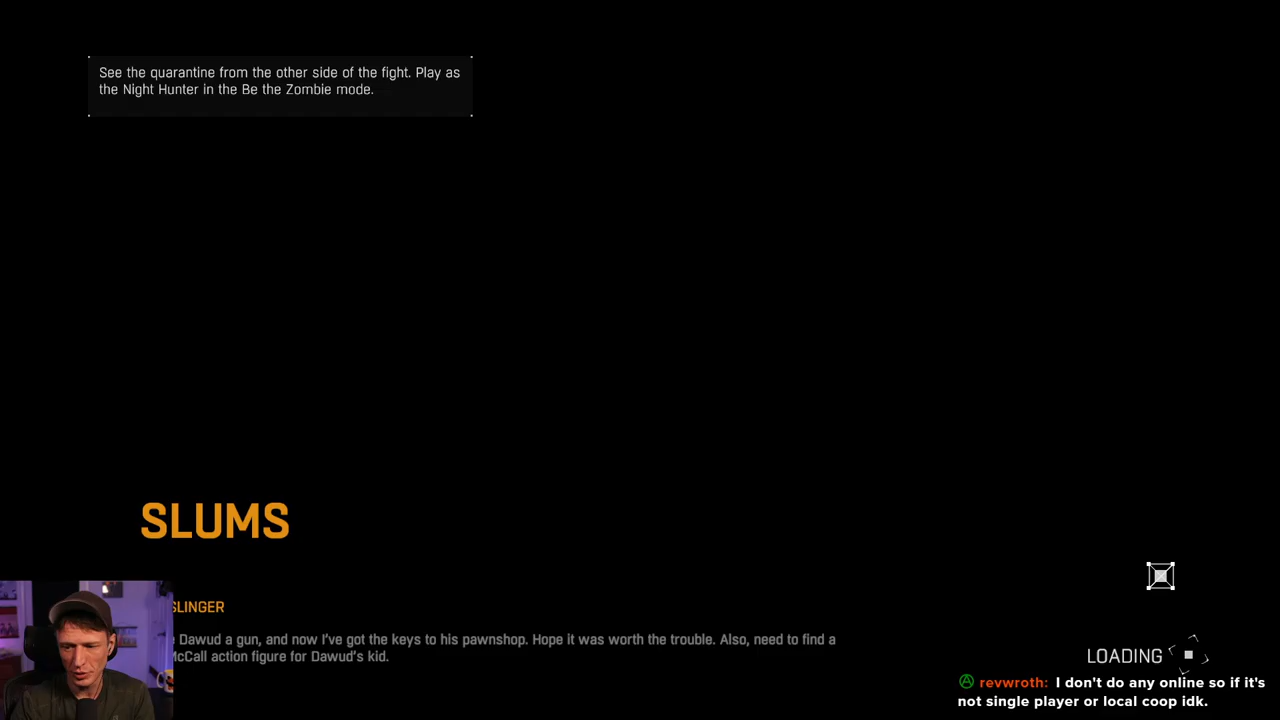 See the quarantine from the other side of the fight. Play as
the Night Hunter in the Be the Zombie mode.
SLUMS
SLINGER
Dawud a gun, and now I've got the keys to his pawnshop. Hope it was worth the trouble. Also, need to find a
McCall action figure for Dawud's kid.
LOADING
revwroth: I don't do any online so if it's
not single player or local coop idk.